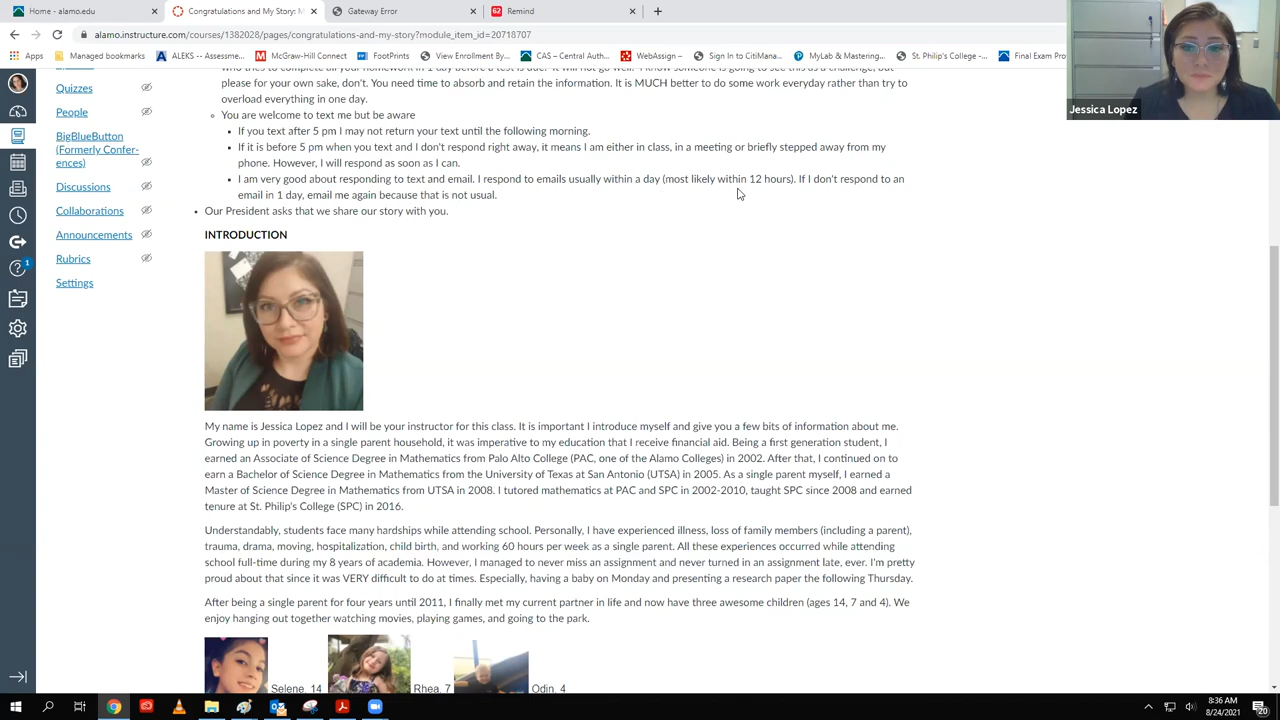 Home - alamo.edu
Congratulations and My Story: M
Gateway Error
62
Remind
alamo.instructure.com/courses/1382028/pages/congratulations-and-my-story?module_item_id=20718707
Apps
Managed bookmarks
ALEKS -- Assessme...
McGraw-Hill Connect
FootPrints
View Enrollment By...
CAS – Central Auth...
WebAssign –
Sign In to CitiMana...
MyLab & Mastering...
St. Philip's College -...
Final Exam Pro
Jessica Lopez
Quizzes
People
BigBlueButton
(Formerly Confer-
ences)
Discussions
Collaborations
Announcements
Rubrics
Settings
1
please for your own sake, don't. You need time to absorb and retain the information. It is MUCH better to do some work everyday rather than try to
overload everything in one day.
You are welcome to text me but be aware
If you text after 5 pm I may not return your text until the following morning.
If it is before 5 pm when you text and I don't respond right away, it means I am either in class, in a meeting or briefly stepped away from my
phone. However, I will respond as soon as I can.
I am very good about responding to text and email. I respond to emails usually within a day (most likely within 12 hours). If I don't respond to an
email in 1 day, email me again because that is not usual.
Our President asks that we share our story with you.
INTRODUCTION
My name is Jessica Lopez and I will be your instructor for this class. It is important I introduce myself and give you a few bits of information about me.
Growing up in poverty in a single parent household, it was imperative to my education that I receive financial aid. Being a first generation student, I
earned an Associate of Science Degree in Mathematics from Palo Alto College (PAC, one of the Alamo Colleges) in 2002. After that, I continued on to
earn a Bachelor of Science Degree in Mathematics from the University of Texas at San Antonio (UTSA) in 2005. As a single parent myself, I earned a
Master of Science Degree in Mathematics from UTSA in 2008. I tutored mathematics at PAC and SPC in 2002-2010, taught SPC since 2008 and earned
tenure at St. Philip's College (SPC) in 2016.
Understandably, students face many hardships while attending school. Personally, I have experienced illness, loss of family members (including a parent),
trauma, drama, moving, hospitalization, child birth, and working 60 hours per week as a single parent. All these experiences occurred while attending
school full-time during my 8 years of academia. However, I managed to never miss an assignment and never turned in an assignment late, ever. I'm pretty
proud about that since it was VERY difficult to do at times. Especially, having a baby on Monday and presenting a research paper the following Thursday.
After being a single parent for four years until 2011, I finally met my current partner in life and now have three awesome children (ages 14, 7 and 4). We
enjoy hanging out together watching movies, playing games, and going to the park.
Selene, 14
Rhea, 7
Odin, 4
8:36 AM
8/24/2021
20